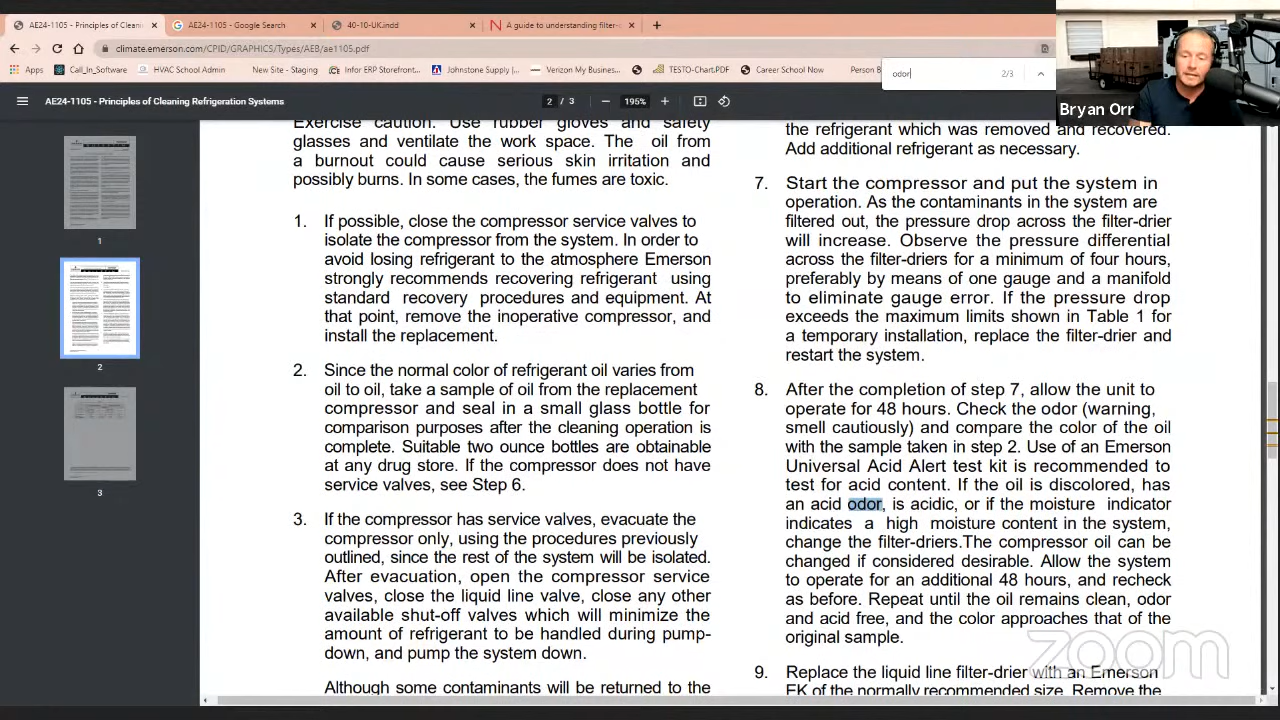 AE24-1105 - Principles of Cleanin
AE24-1105 - Google Search
40-10-UK.indd
A guide to understanding filter-
climate.emerson.com/CPID/GRAPHICS/Types/AEB/ae1105.pdf
Apps
Call_In_Software
HVAC School Admin
New Site - Staging
Infor Storefront...
Johnstone Supply |
Verizon My Business...
TESTO-Chart.PDF
Career School Now
Person
odor
2/3
Bryan Orr
AE24-1105 - Principles of Cleaning Refrigeration Systems
2 / 3
195%
1
2
3
Exercise caution. Use rubber gloves and safety
glasses and ventilate the work space. The oil from
a burnout could cause serious skin irritation and
possibly burns. In some cases, the fumes are toxic.
1. If possible, close the compressor service valves to
isolate the compressor from the system. In order to
avoid losing refrigerant to the atmosphere Emerson
strongly recommends recovering refrigerant using
standard recovery procedures and equipment. At
that point, remove the inoperative compressor, and
install the replacement.
2. Since the normal color of refrigerant oil varies from
oil to oil, take a sample of oil from the replacement
compressor and seal in a small glass bottle for
comparison purposes after the cleaning operation is
complete. Suitable two ounce bottles are obtainable
at any drug store. If the compressor does not have
service valves, see Step 6.
3. If the compressor has service valves, evacuate the
compressor only, using the procedures previously
outlined, since the rest of the system will be isolated.
After evacuation, open the compressor service
valves, close the liquid line valve, close any other
available shut-off valves which will minimize the
amount of refrigerant to be handled during pump-
down, and pump the system down.
Although some contaminants will be returned to the
the refrigerant which was removed and recovered.
Add additional refrigerant as necessary.
7. Start the compressor and put the system in
operation. As the contaminants in the system are
filtered out, the pressure drop across the filter-drier
will increase. Observe the pressure differential
across the filter-driers for a minimum of four hours,
preferably by means of one gauge and a manifold
to eliminate gauge error. If the pressure drop
exceeds the maximum limits shown in Table 1 for
a temporary installation, replace the filter-drier and
restart the system.
8. After the completion of step 7, allow the unit to
operate for 48 hours. Check the odor (warning,
smell cautiously) and compare the color of the oil
with the sample taken in step 2. Use of an Emerson
Universal Acid Alert test kit is recommended to
test for acid content. If the oil is discolored, has
an acid odor, is acidic, or if the moisture indicator
indicates a high moisture content in the system,
change the filter-driers.The compressor oil can be
changed if considered desirable. Allow the system
to operate for an additional 48 hours, and recheck
as before. Repeat until the oil remains clean, odor
and acid free, and the color approaches that of the
original sample.
9. Replace the liquid line filter-drier with an Emerson
EK of the normally recommended size. Remove the
zoom